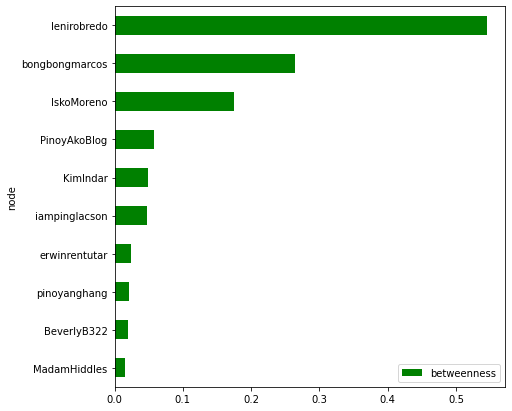 lenirobredo
bongbongmarcos
IskoMoreno
PinoyAkoBlog
KimIndar
iampinglacson
erwinrentutar
pinoyanghang
BeverlyB322
MadamHiddles
node
0.0 0.1 0.2 0.3 0.4 0.5
betweenness